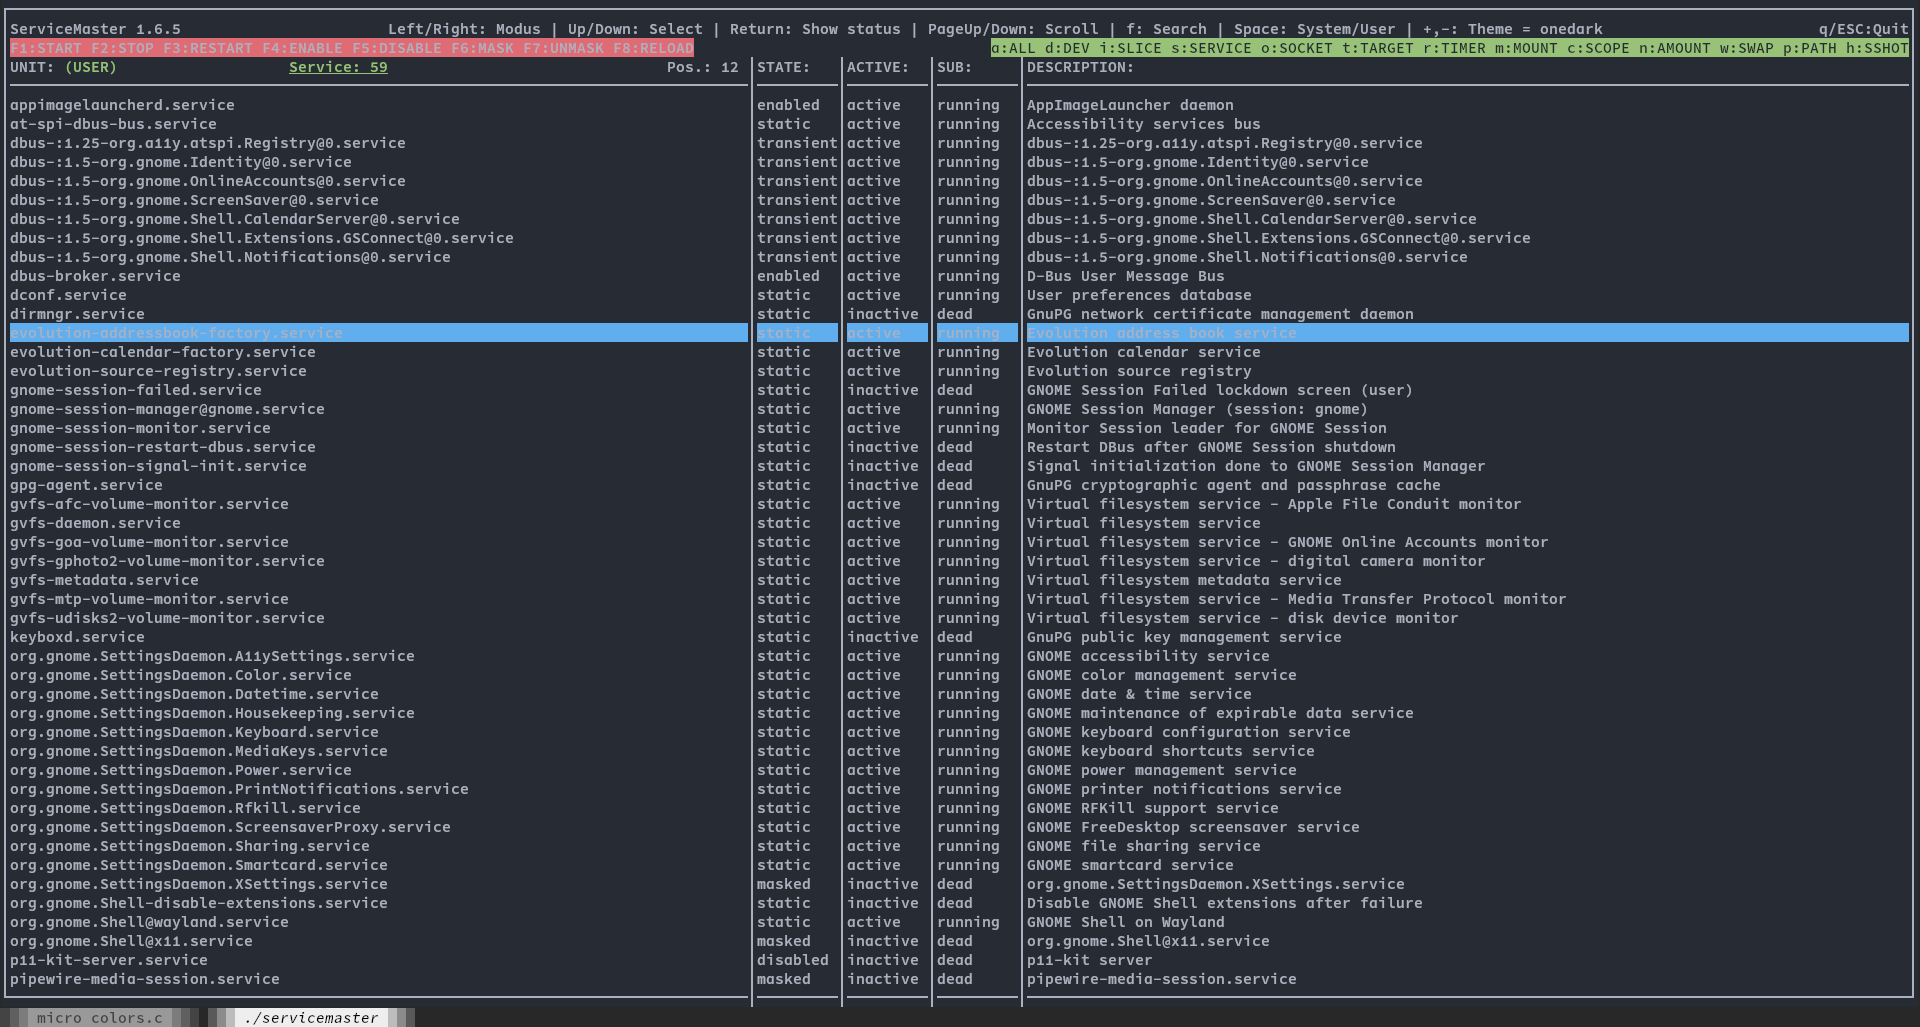 ServiceMaster 1.6.5 Left/Right: Modus | Up/Down: Select | Return: Show status | PageUp/Down: Scroll | f: Search | Space: System/User | +,-: Theme = onedark q/ESC:Quit
F1:START F2:STOP F3:RESTART F4:ENABLE F5:DISABLE F6:MASK F7:UNMASK F8:RELOAD a:ALL d:DEV i:SLICE s:SERVICE o:SOCKET t:TARGET r:TIMER m:MOUNT c:SCOPE n:AMOUNT w:SWAP p:PATH h:SSHOT
UNIT: (USER) Service: 59 Pos.: 12 STATE: ACTIVE: SUB: DESCRIPTION:
appimagelauncherd.service enabled active running AppImageLauncher daemon
at-spi-dbus-bus.service static active running Accessibility services bus
dbus-:1.25-org.a11y.atspi.Registry@0.service transient active running dbus-:1.25-org.a11y.atspi.Registry@0.service
dbus-:1.5-org.gnome.Identity@0.service transient active running dbus-:1.5-org.gnome.Identity@0.service
dbus-:1.5-org.gnome.OnlineAccounts@0.service transient active running dbus-:1.5-org.gnome.OnlineAccounts@0.service
dbus-:1.5-org.gnome.ScreenSaver@0.service transient active running dbus-:1.5-org.gnome.ScreenSaver@0.service
dbus-:1.5-org.gnome.Shell.CalendarServer@0.service transient active running dbus-:1.5-org.gnome.Shell.CalendarServer@0.service
dbus-:1.5-org.gnome.Shell.Extensions.GSConnect@0.service transient active running dbus-:1.5-org.gnome.Shell.Extensions.GSConnect@0.service
dbus-:1.5-org.gnome.Shell.Notifications@0.service transient active running dbus-:1.5-org.gnome.Shell.Notifications@0.service
dbus-broker.service enabled active running D-Bus User Message Bus
dconf.service static active running User preferences database
dirmngr.service static inactive dead GnuPG network certificate management daemon
evolution-addressbook-factory.service static active running Evolution address book service
evolution-calendar-factory.service static active running Evolution calendar service
evolution-source-registry.service static active running Evolution source registry
gnome-session-failed.service static inactive dead GNOME Session Failed lockdown screen (user)
gnome-session-manager@gnome.service static active running GNOME Session Manager (session: gnome)
gnome-session-monitor.service static active running Monitor Session leader for GNOME Session
gnome-session-restart-dbus.service static inactive dead Restart DBus after GNOME Session shutdown
gnome-session-signal-init.service static inactive dead Signal initialization done to GNOME Session Manager
gpg-agent.service static inactive dead GnuPG cryptographic agent and passphrase cache
gvfs-afc-volume-monitor.service static active running Virtual filesystem service - Apple File Conduit monitor
gvfs-daemon.service static active running Virtual filesystem service
gvfs-goa-volume-monitor.service static active running Virtual filesystem service - GNOME Online Accounts monitor
gvfs-gphoto2-volume-monitor.service static active running Virtual filesystem service - digital camera monitor
gvfs-metadata.service static active running Virtual filesystem metadata service
gvfs-mtp-volume-monitor.service static active running Virtual filesystem service - Media Transfer Protocol monitor
gvfs-udisks2-volume-monitor.service static active running Virtual filesystem service - disk device monitor
keyboxd.service static inactive dead GnuPG public key management service
org.gnome.SettingsDaemon.A11ySettings.service static active running GNOME accessibility service
org.gnome.SettingsDaemon.Color.service static active running GNOME color management service
org.gnome.SettingsDaemon.Datetime.service static active running GNOME date & time service
org.gnome.SettingsDaemon.Housekeeping.service static active running GNOME maintenance of expirable data service
org.gnome.SettingsDaemon.Keyboard.service static active running GNOME keyboard configuration service
org.gnome.SettingsDaemon.MediaKeys.service static active running GNOME keyboard shortcuts service
org.gnome.SettingsDaemon.Power.service static active running GNOME power management service
org.gnome.SettingsDaemon.PrintNotifications.service static active running GNOME printer notifications service
org.gnome.SettingsDaemon.Rfkill.service static active running GNOME RFKill support service
org.gnome.SettingsDaemon.ScreensaverProxy.service static active running GNOME FreeDesktop screensaver service
org.gnome.SettingsDaemon.Sharing.service static active running GNOME file sharing service
org.gnome.SettingsDaemon.Smartcard.service static active running GNOME smartcard service
org.gnome.SettingsDaemon.XSettings.service masked inactive dead org.gnome.SettingsDaemon.XSettings.service
org.gnome.Shell-disable-extensions.service static inactive dead Disable GNOME Shell extensions after failure
org.gnome.Shell@wayland.service static active running GNOME Shell on Wayland
org.gnome.Shell@x11.service masked inactive dead org.gnome.Shell@x11.service
p11-kit-server.service disabled inactive dead p11-kit server
pipewire-media-session.service masked inactive dead pipewire-media-session.service
micro colors.c ./servicemaster